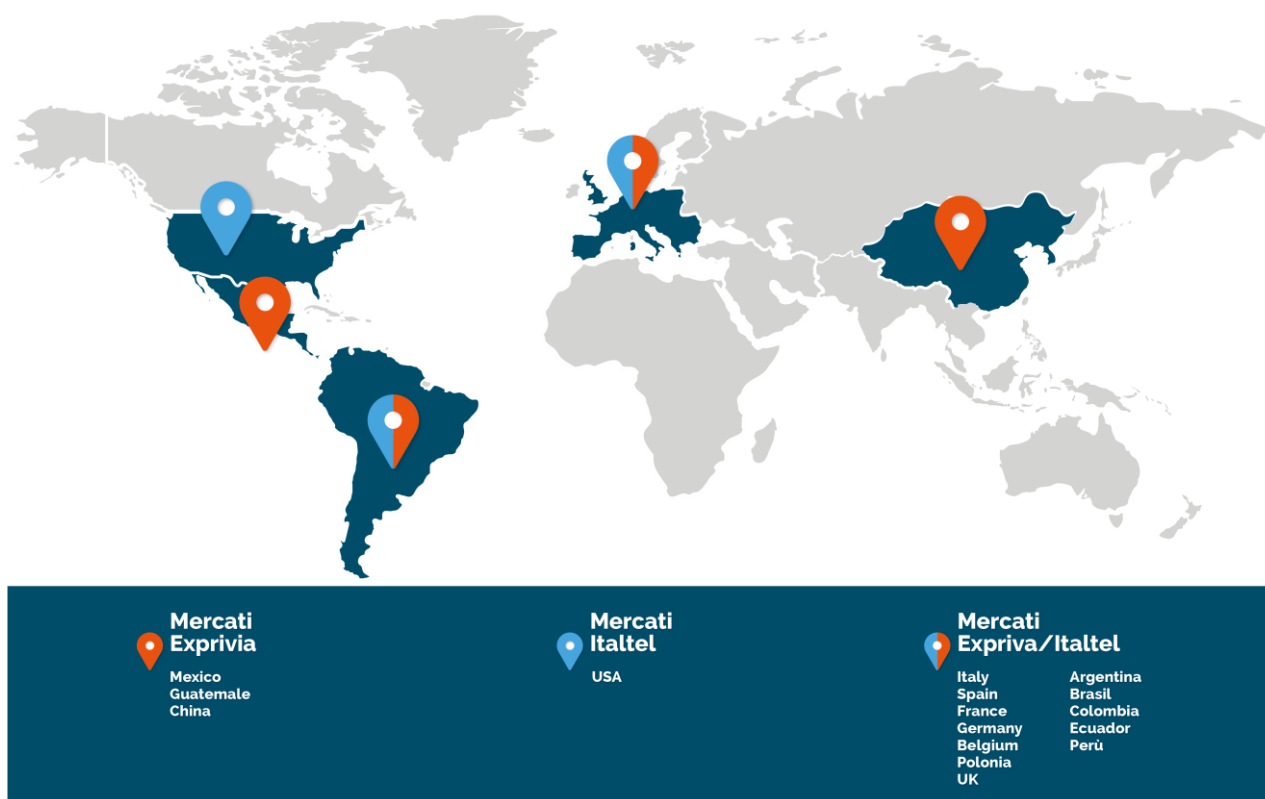 Mercati
Exprivia
Mexico
Guatemale
China
Mercati
Italtel
USA
Mercati
Expriva/Italtel
Italy
Spain
France
Germany
Belgium
Polonia
UK
Argentina
Brasil
Colombia
Ecuador
Perù